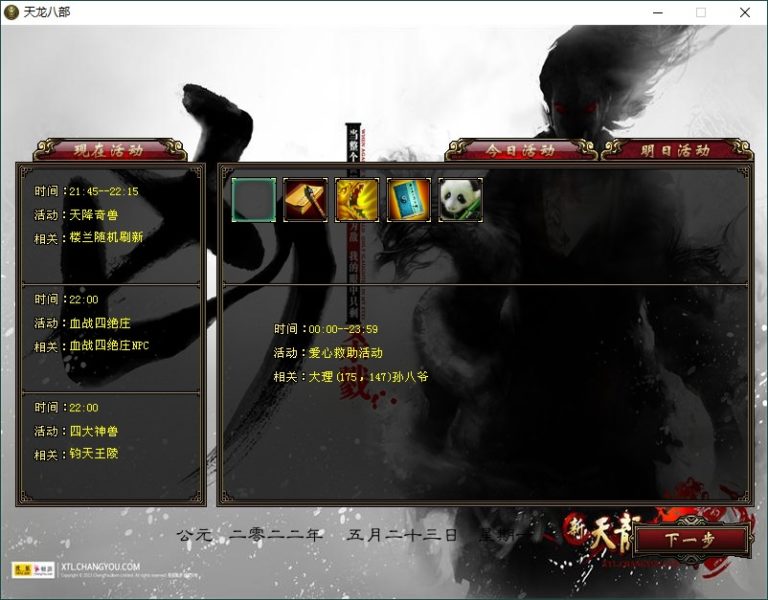 天龙八部
现在活动
今日活动
明日活动
时间：21:45--22:15
活动：天降奇兽
相关：楼兰随机刷新
时间：22:00
活动：血战四绝庄
相关：血战四绝庄NPC
时间：22:00
活动：四大神兽
相关：钧天王陵
时间：00:00--23:59
活动：爱心救助活动
相关：大理(175，147)孙八爷
公元 二零二二年 五月二十三日 星期一
新天龙
下一步
XTL.CHANGYOU.COM